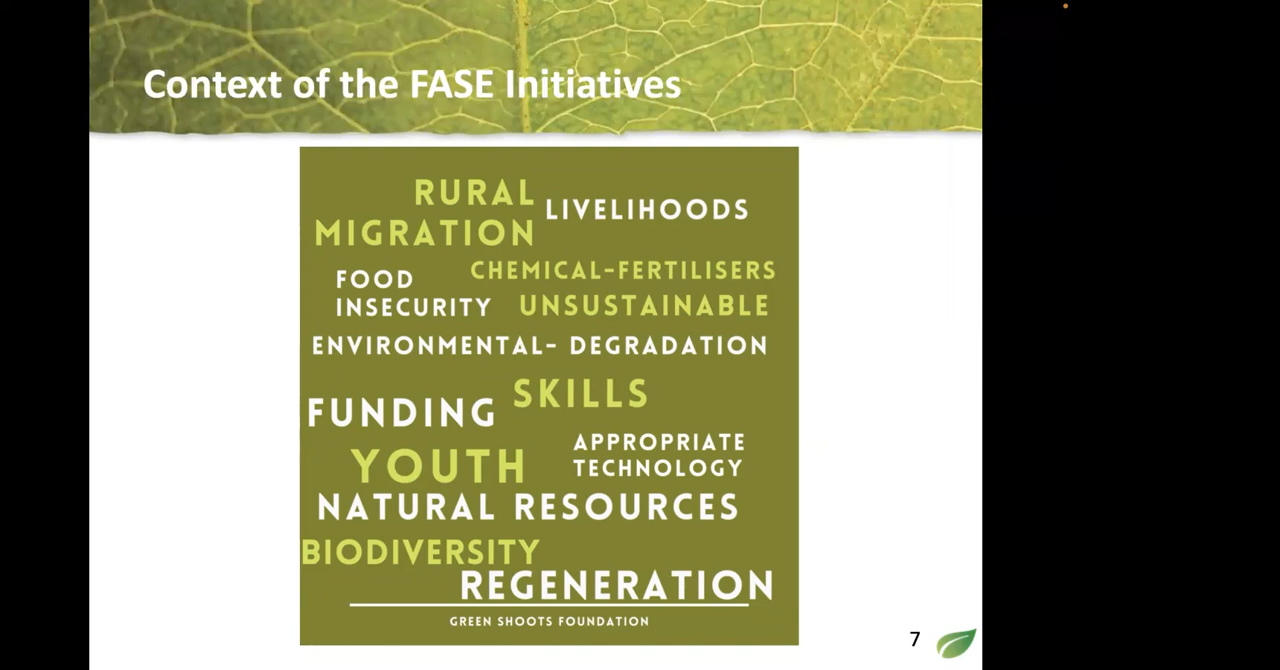 Context of the FASE Initiatives
RURAL
MIGRATION
LIVELIHOODS
FOOD
INSECURITY
CHEMICAL-FERTILISERS
UNSUSTAINABLE
ENVIRONMENTAL- DEGRADATION
SKILLS
FUNDING
YOUTH
APPROPRIATE
TECHNOLOGY
NATURAL RESOURCES
BIODIVERSITY
REGENERATION
GREEN SHOOTS FOUNDATION
7